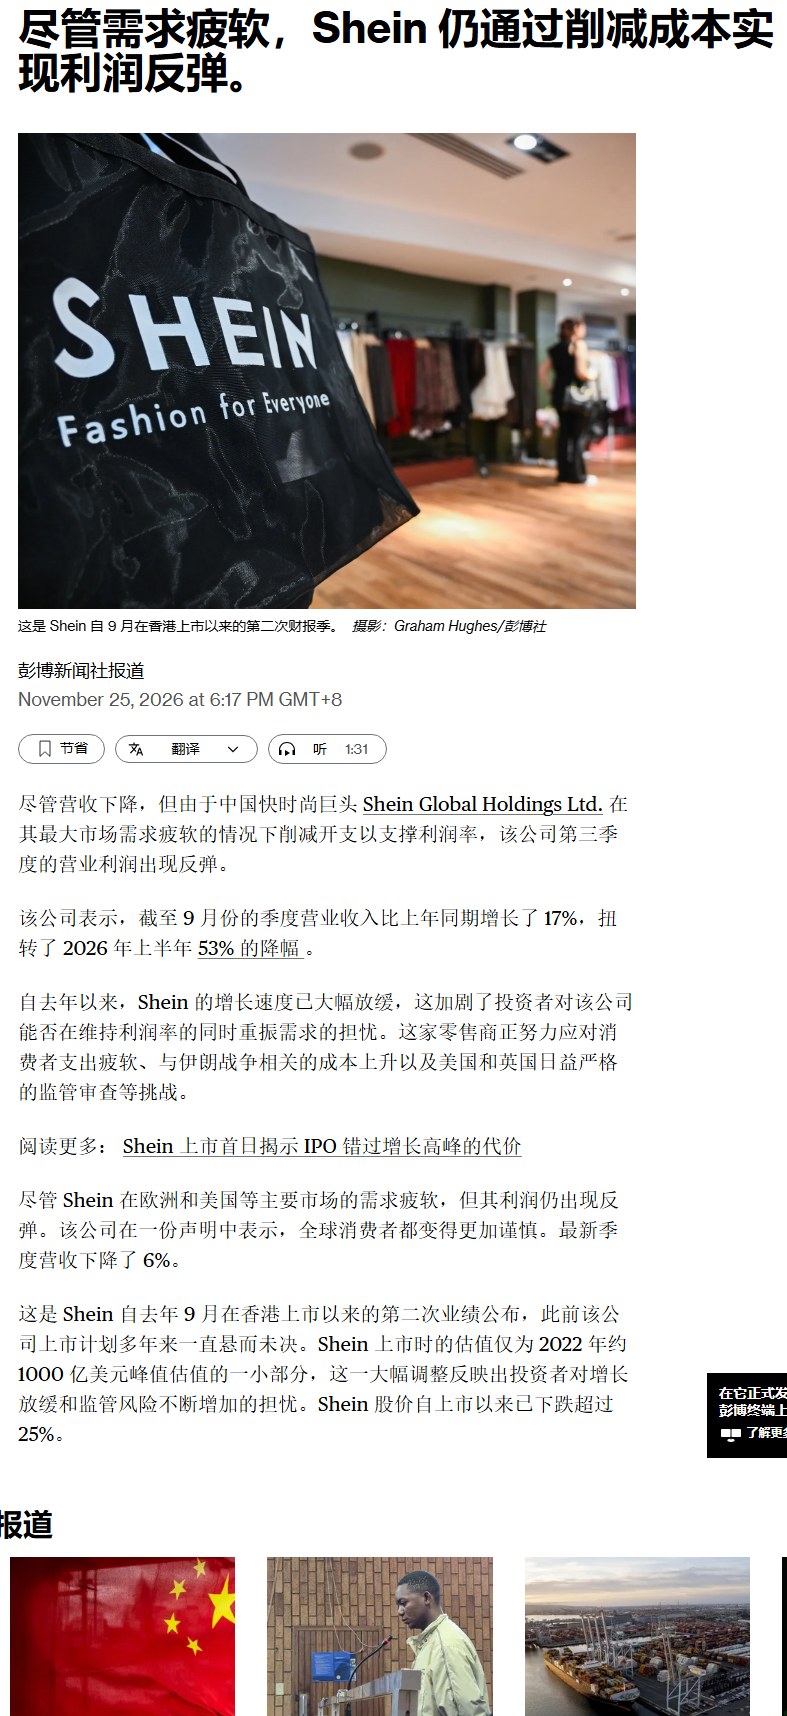 尽管需求疲软，Shein 仍通过削减成本实
现利润反弹。
SHEIN
Fashion for Everyone
这是 Shein 自 9 月在香港上市以来的第二次财报季。 摄影：Graham Hughes/彭博社
彭博新闻社报道
November 25, 2026 at 6:17 PM GMT+8
节省
翻译
听 1:31
尽管营收下降，但由于中国快时尚巨头 Shein Global Holdings Ltd. 在
其最大市场需求疲软的情况下削减开支以支撑利润率，该公司第三季
度的营业利润出现反弹。
该公司表示，截至 9 月份的季度营业收入比上年同期增长了 17%，扭
转了 2026 年上半年 53% 的降幅 。
自去年以来，Shein 的增长速度已大幅放缓，这加剧了投资者对该公司
能否在维持利润率的同时重振需求的担忧。这家零售商正努力应对消
费者支出疲软、与伊朗战争相关的成本上升以及美国和英国日益严格
的监管审查等挑战。
阅读更多： Shein 上市首日揭示 IPO 错过增长高峰的代价
尽管 Shein 在欧洲和美国等主要市场的需求疲软，但其利润仍出现反
弹。该公司在一份声明中表示，全球消费者都变得更加谨慎。最新季
度营收下降了 6%。
这是 Shein 自去年 9 月在香港上市以来的第二次业绩公布，此前该公
司上市计划多年来一直悬而未决。Shein 上市时的估值仅为 2022 年约
1000 亿美元峰值估值的一小部分，这一大幅调整反映出投资者对增长
放缓和监管风险不断增加的担忧。Shein 股价自上市以来已下跌超过
25%。
在它正式发
彭博终端上
了解更多
报道